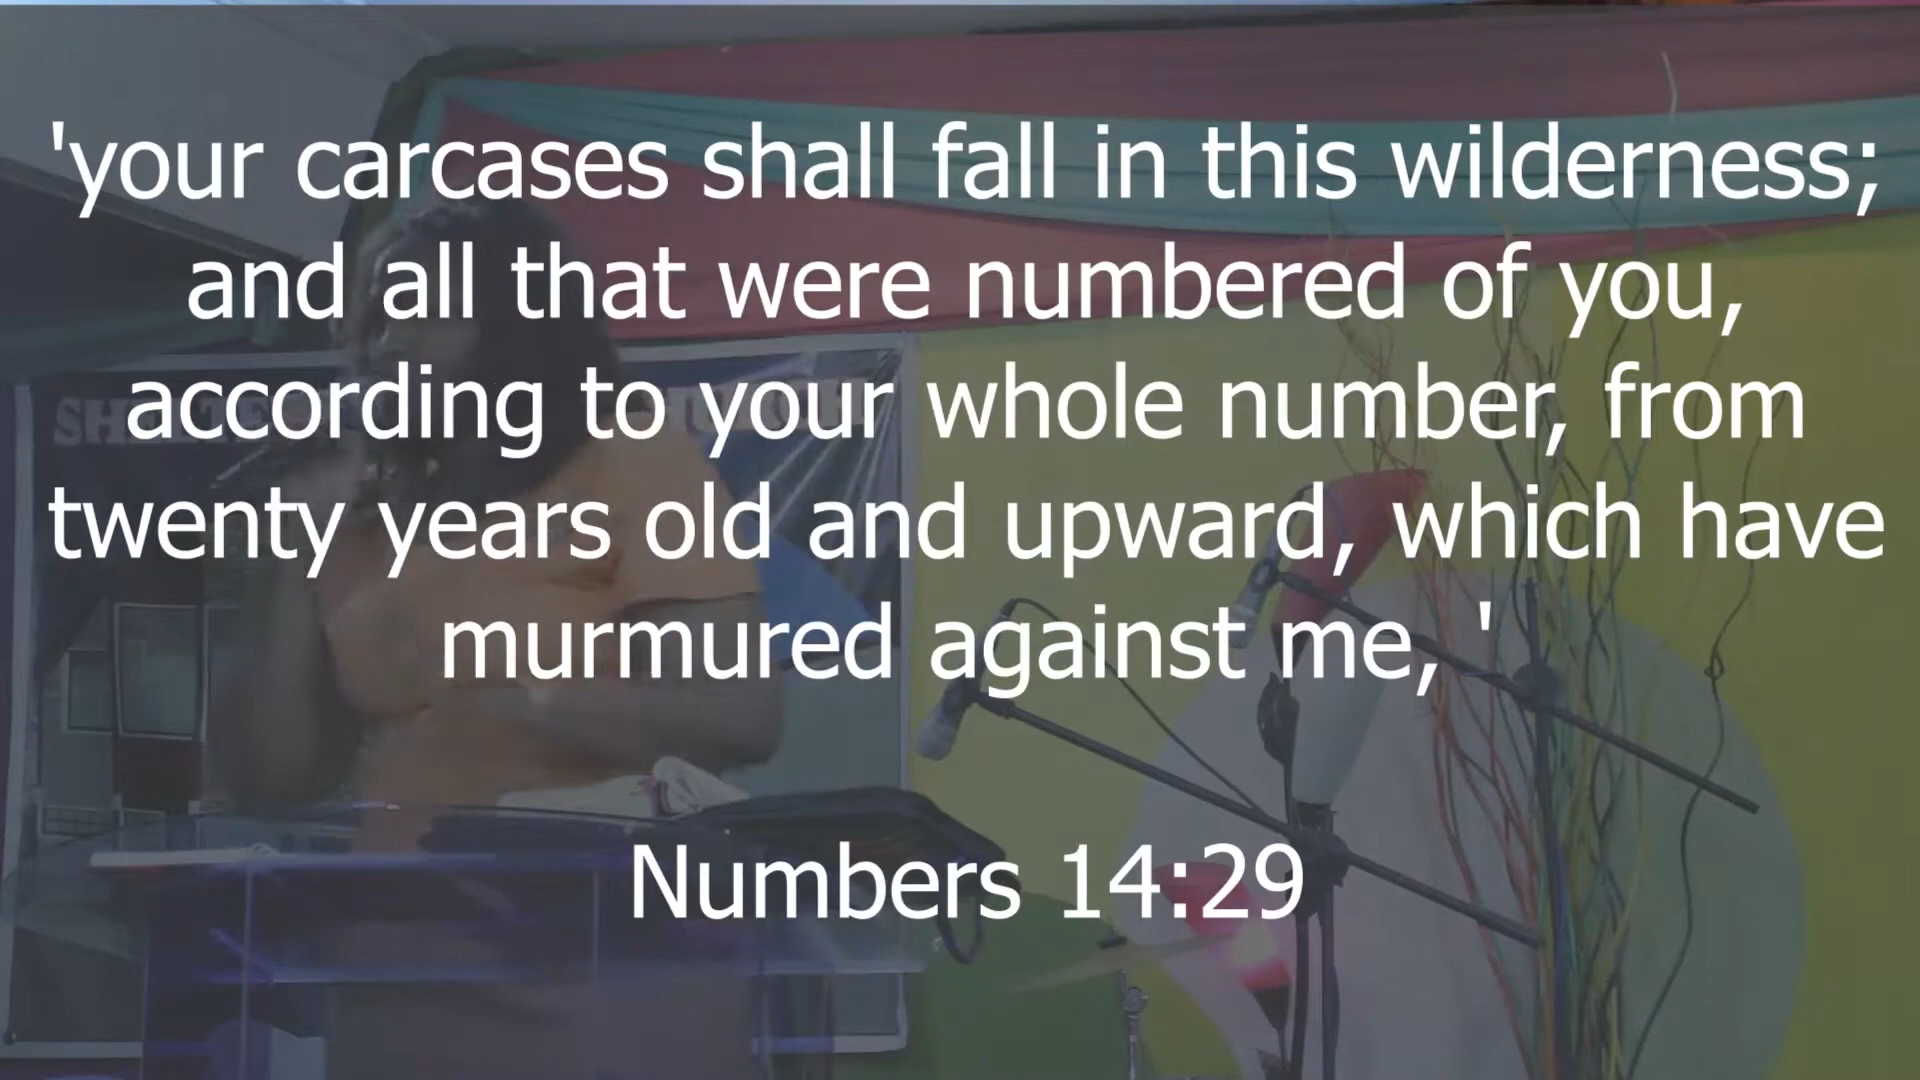 'your carcases shall fall in this wilderness;
and all that were numbered of you,
according to your whole number, from
twenty years old and upward, which have
murmured against me, '
Numbers 14:29